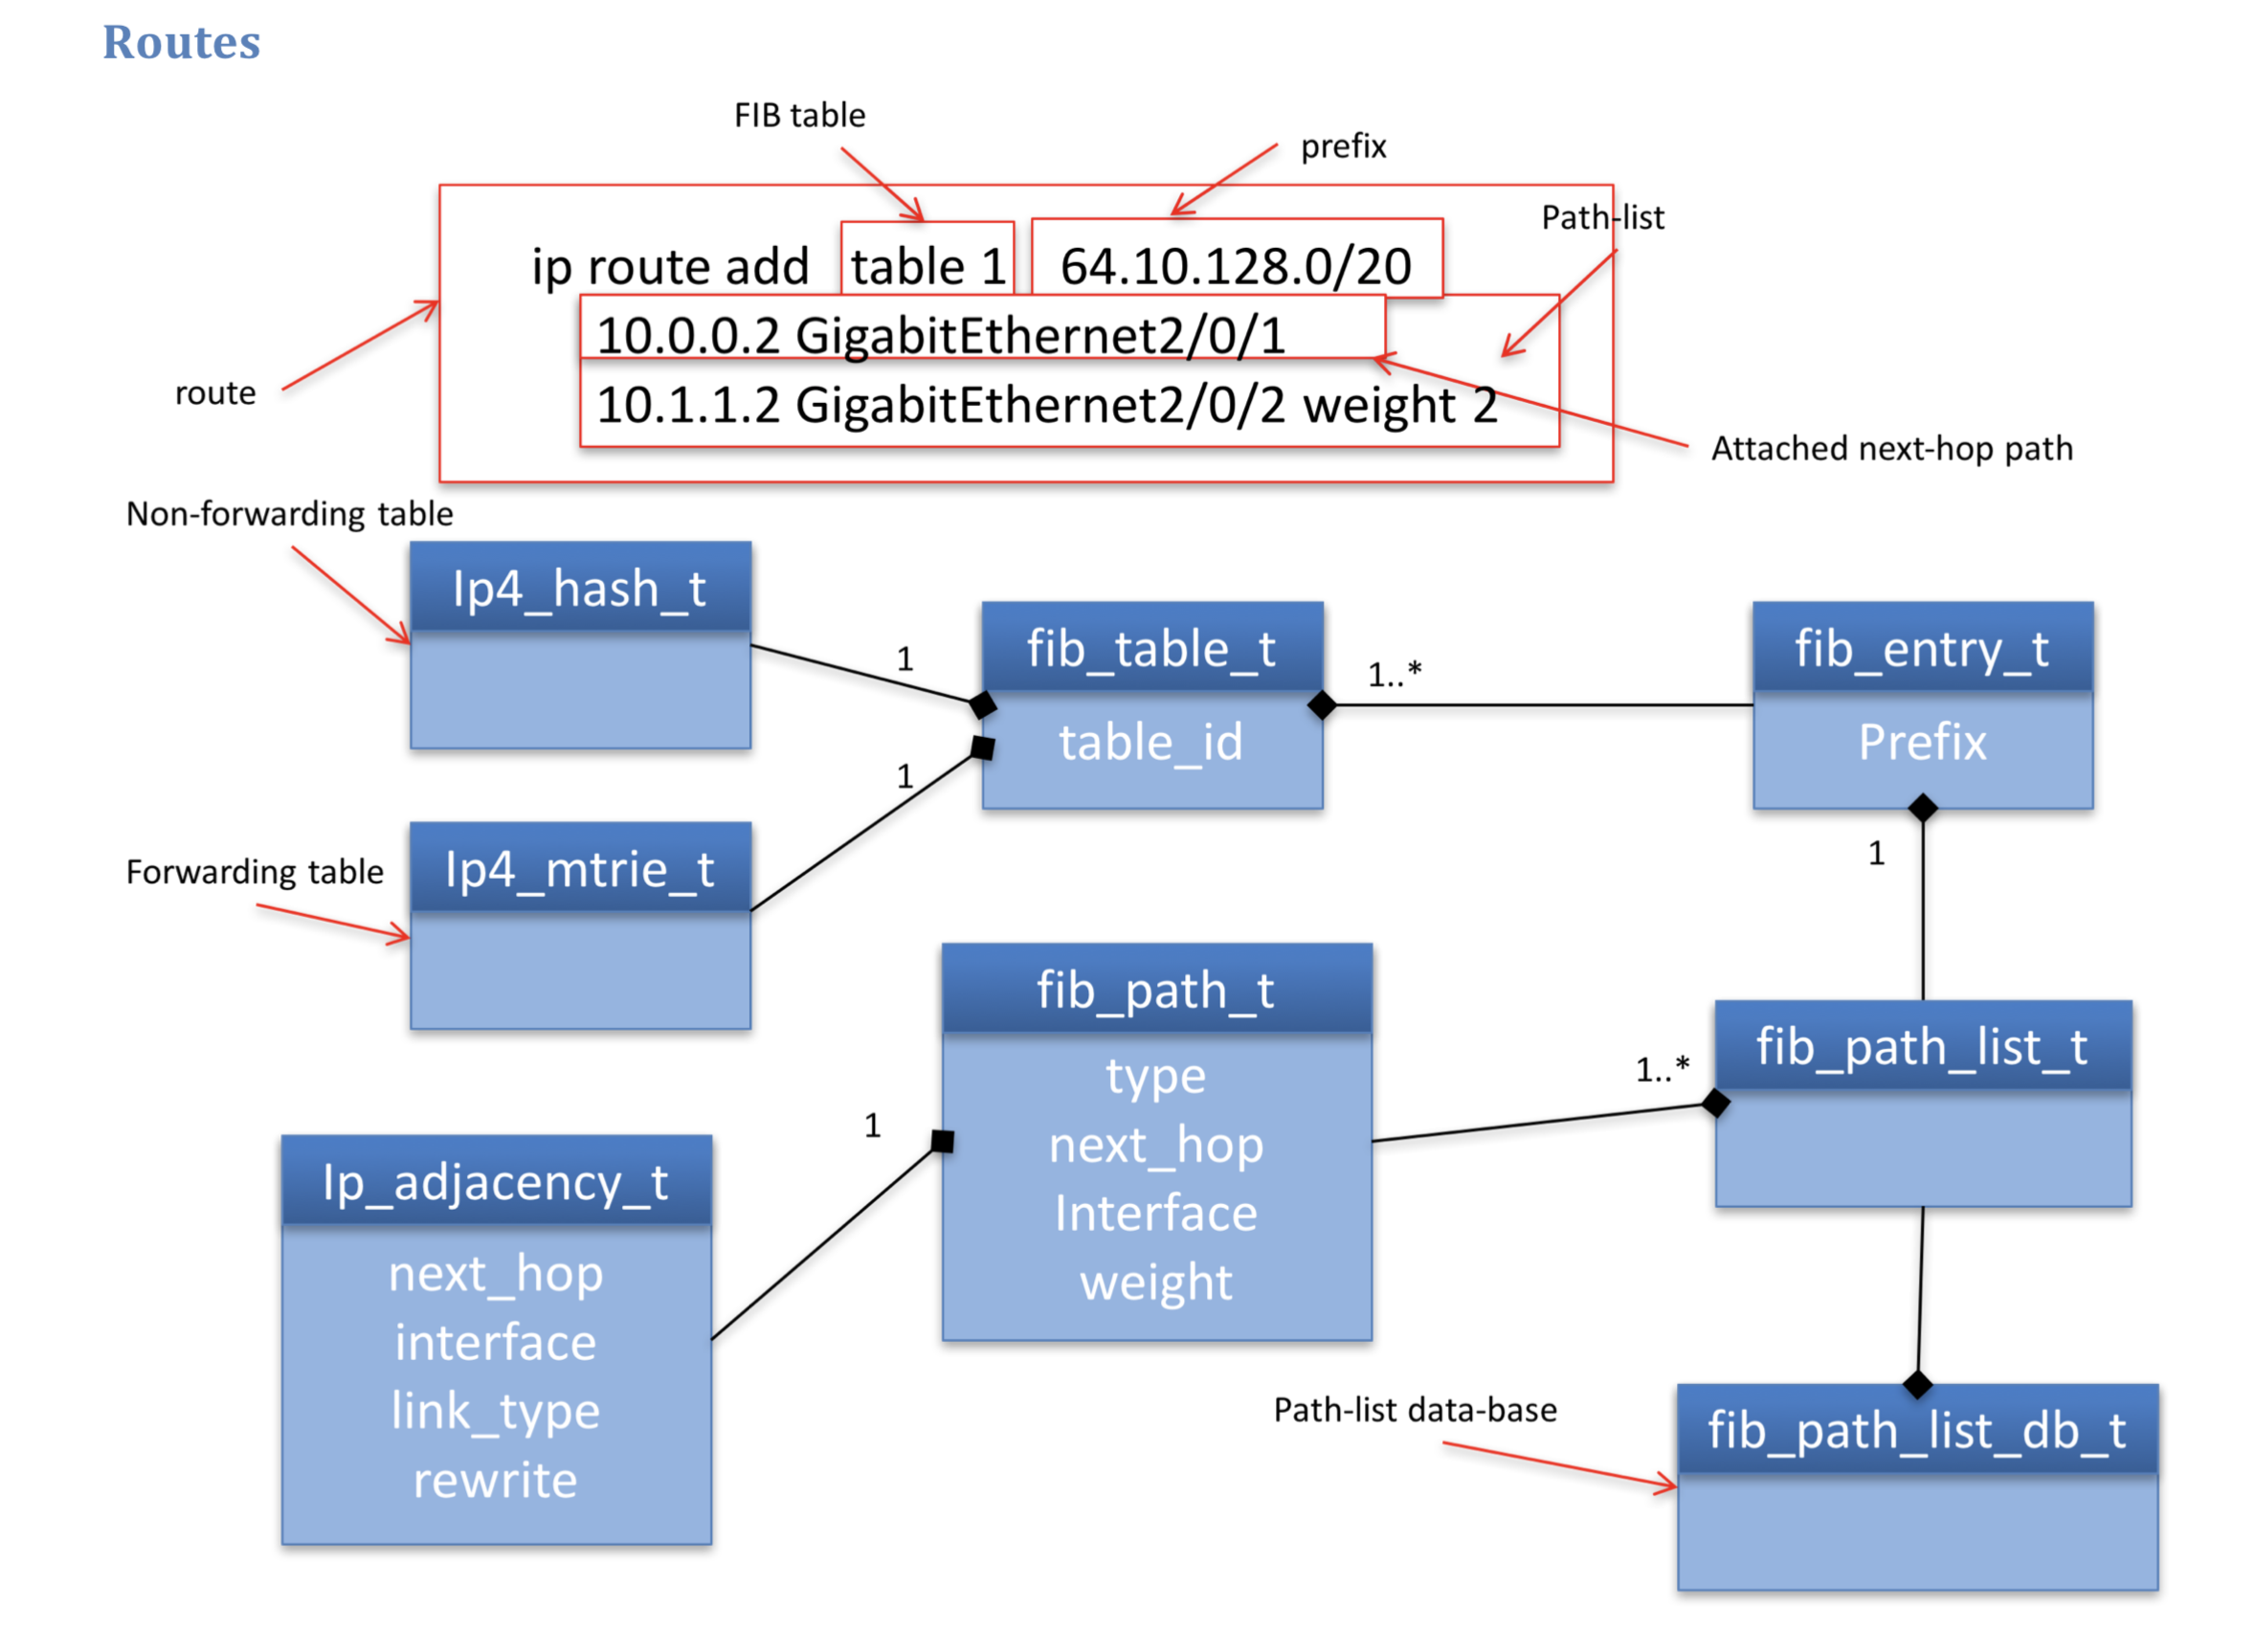 Routes
FIB table
prefix
Path-list
ip route add table 1 64.10.128.0/20
10.0.0.2 GigabitEthernet2/0/1
10.1.1.2 GigabitEthernet2/0/2 weight 2
route
Attached next-hop path
Non-forwarding table
Ip4_hash_t
fib_table_t
table_id
fib_entry_t
Prefix
1
1..*
1
1
Forwarding table
Ip4_mtrie_t
fib_path_t
type
next_hop
Interface
weight
fib_path_list_t
1..*
1
Ip_adjacency_t
next_hop
interface
link_type
rewrite
Path-list data-base
fib_path_list_db_t